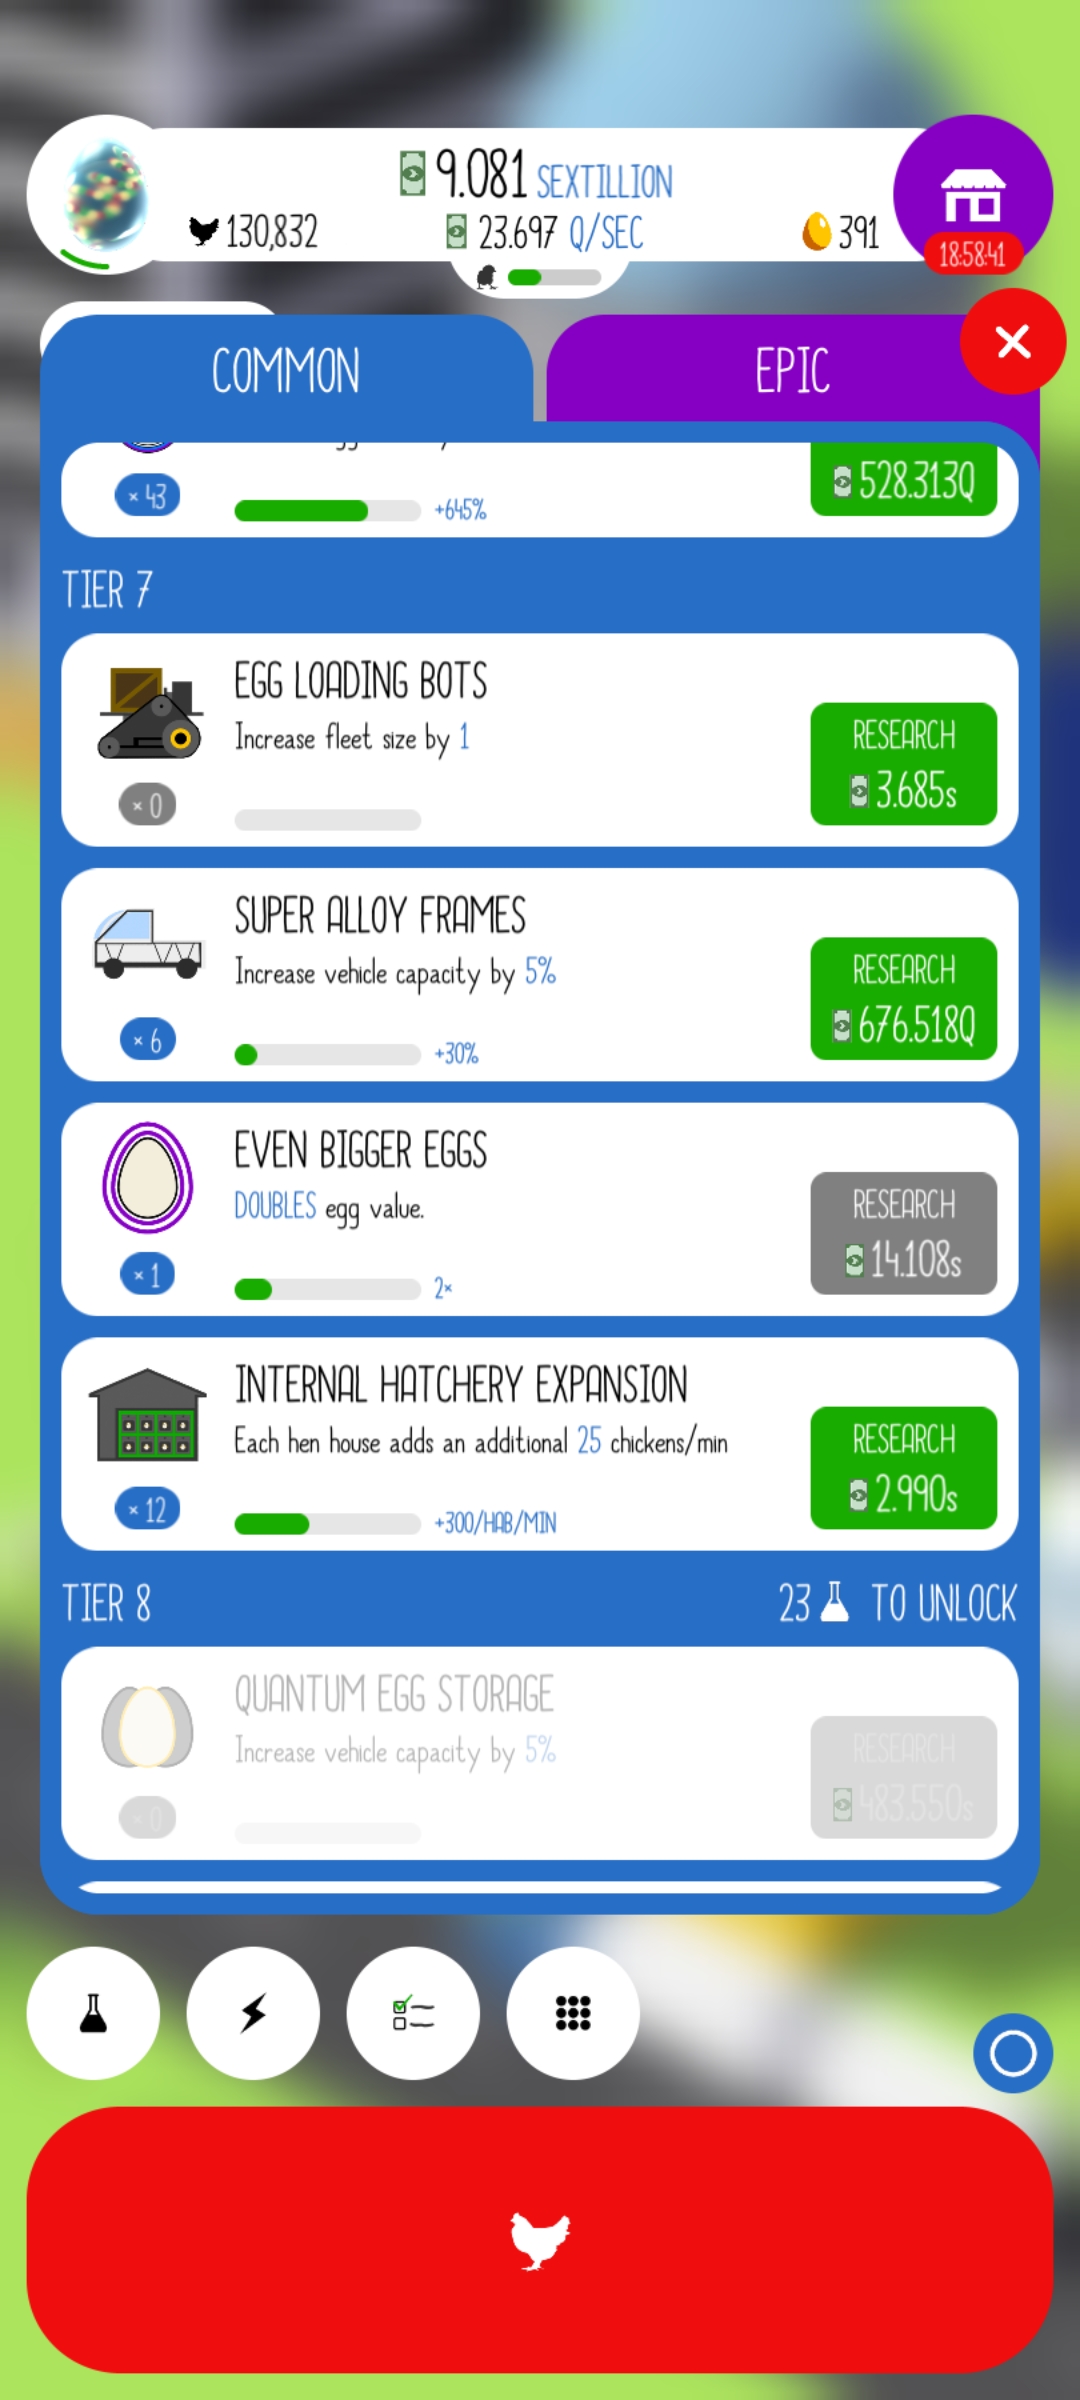 9.081 SEXTILLION
130,832
23.697 Q/SEC
391
18:58:41
COMMON
EPIC
× 43
+645%
528.313Q
TIER 7
EGG LOADING BOTS
Increase fleet size by 1
× 0
RESEARCH
3.685s
SUPER ALLOY FRAMES
Increase vehicle capacity by 5%
× 6
+30%
RESEARCH
676.518Q
EVEN BIGGER EGGS
DOUBLES egg value.
× 1
2×
RESEARCH
14.108s
INTERNAL HATCHERY EXPANSION
Each hen house adds an additional 25 chickens/min
× 12
+300/HAB/MIN
RESEARCH
2.990s
TIER 8
23 TO UNLOCK
QUANTUM EGG STORAGE
Increase vehicle capacity by 5%
× 0
RESEARCH
483.550s